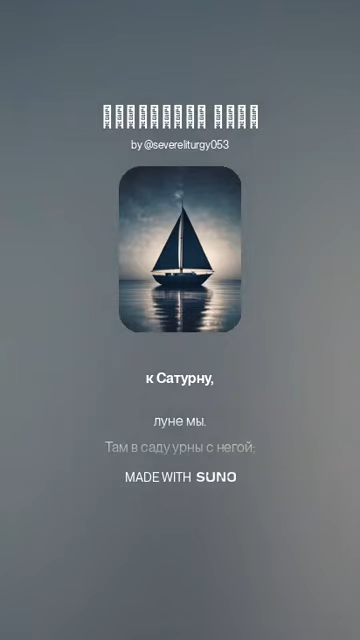 by @severeliturgy053
к Сатурну,
луне мы.
Там в саду урны с негой;
MADE WITH SUNO